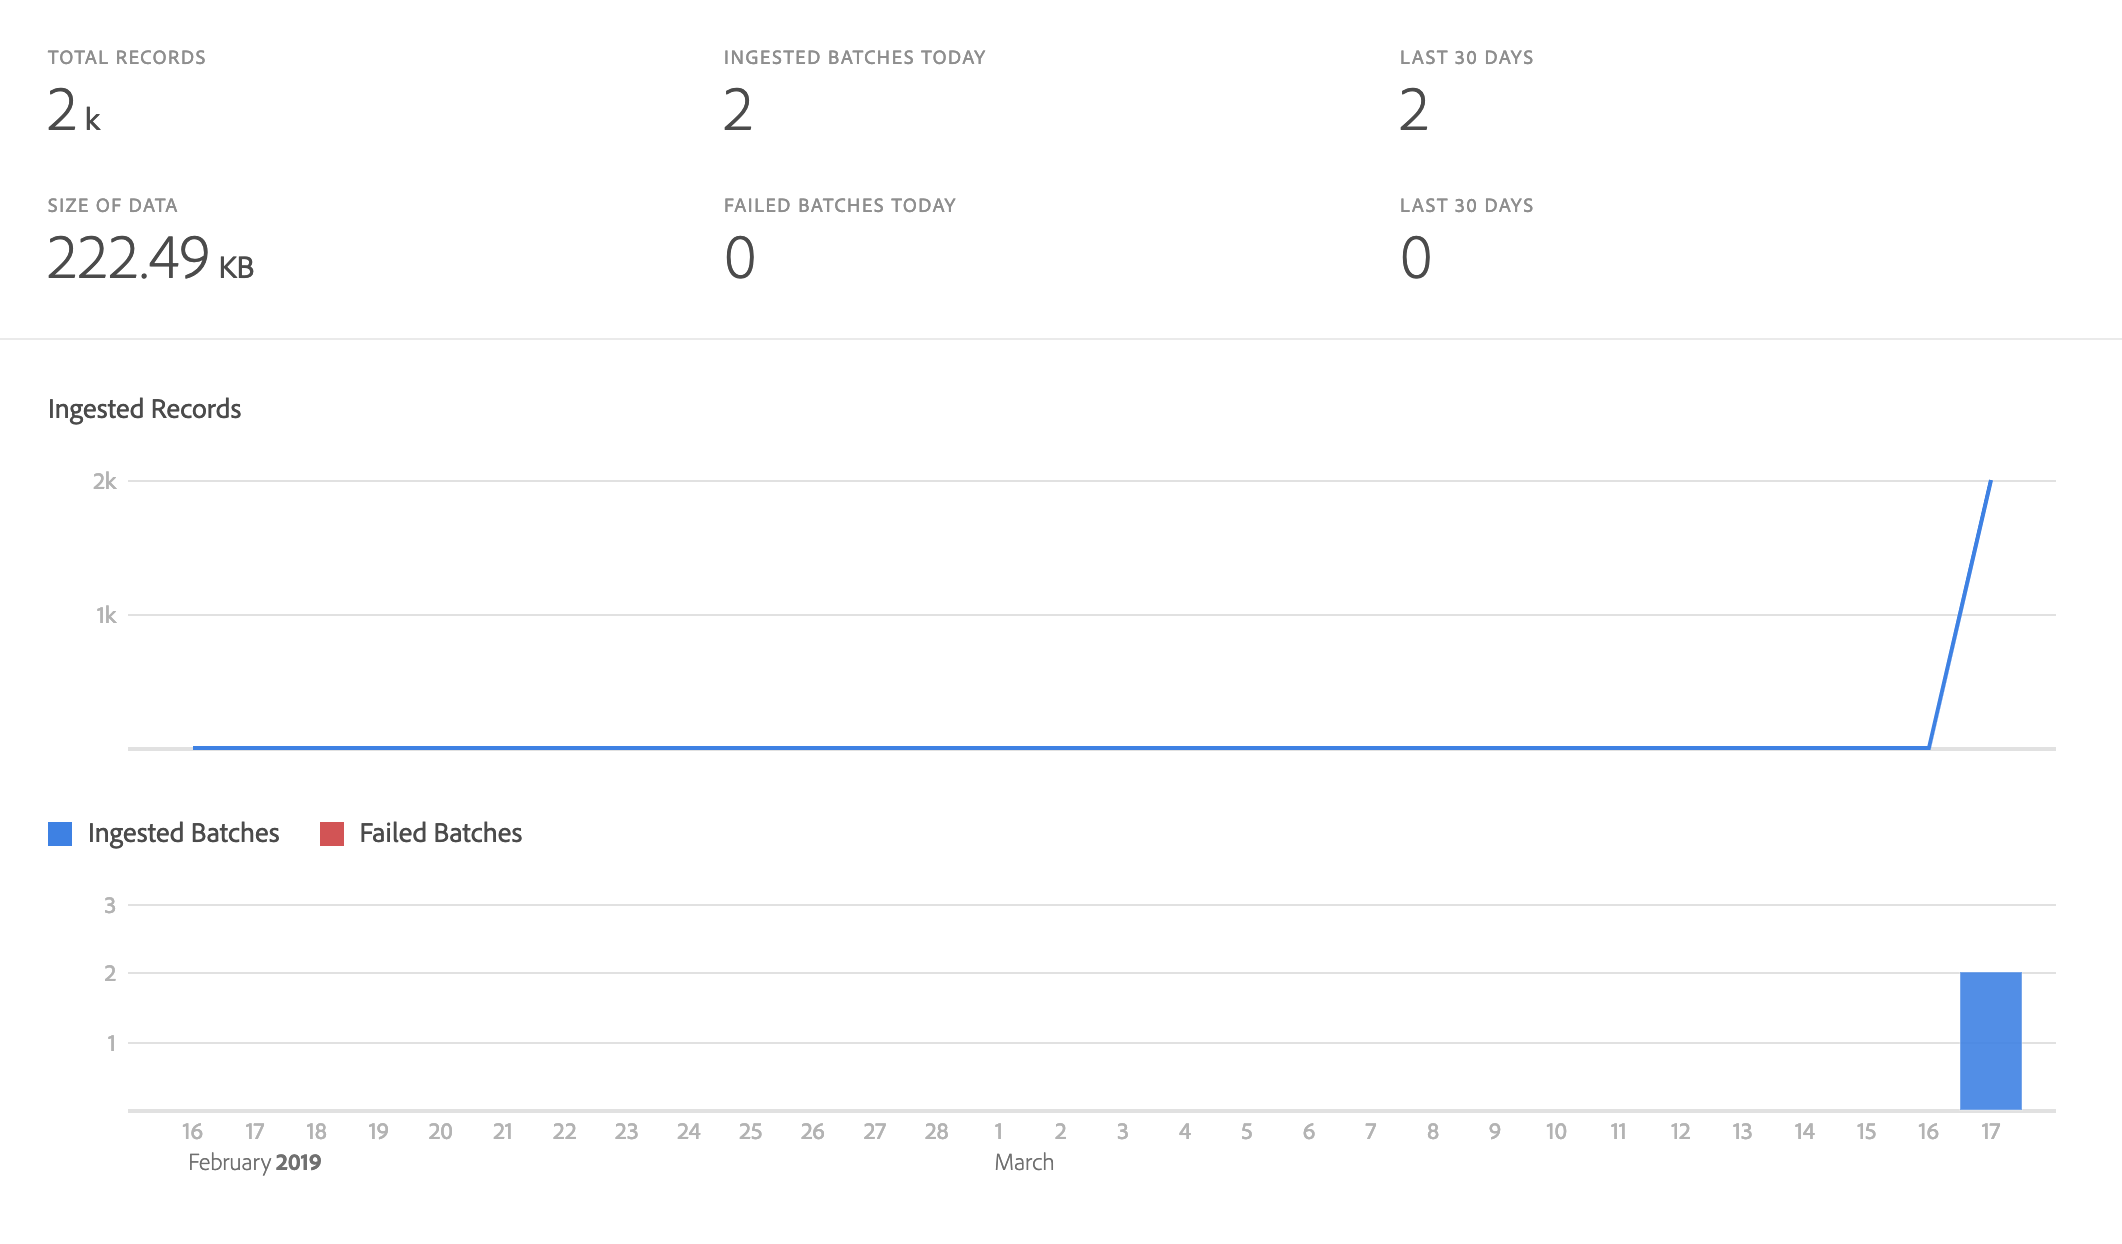 TOTAL RECORDS
2 k
INGESTED BATCHES TODAY
2
LAST 30 DAYS
2
SIZE OF DATA
222.49 KB
FAILED BATCHES TODAY
0
LAST 30 DAYS
0
Ingested Records
2k
1k
Ingested Batches Failed Batches
3
2
1
16 17 18 19 20 21 22 23 24 25 26 27 28 1 2 3 4 5 6 7 8 9 10 11 12 13 14 15 16 17
February 2019 March